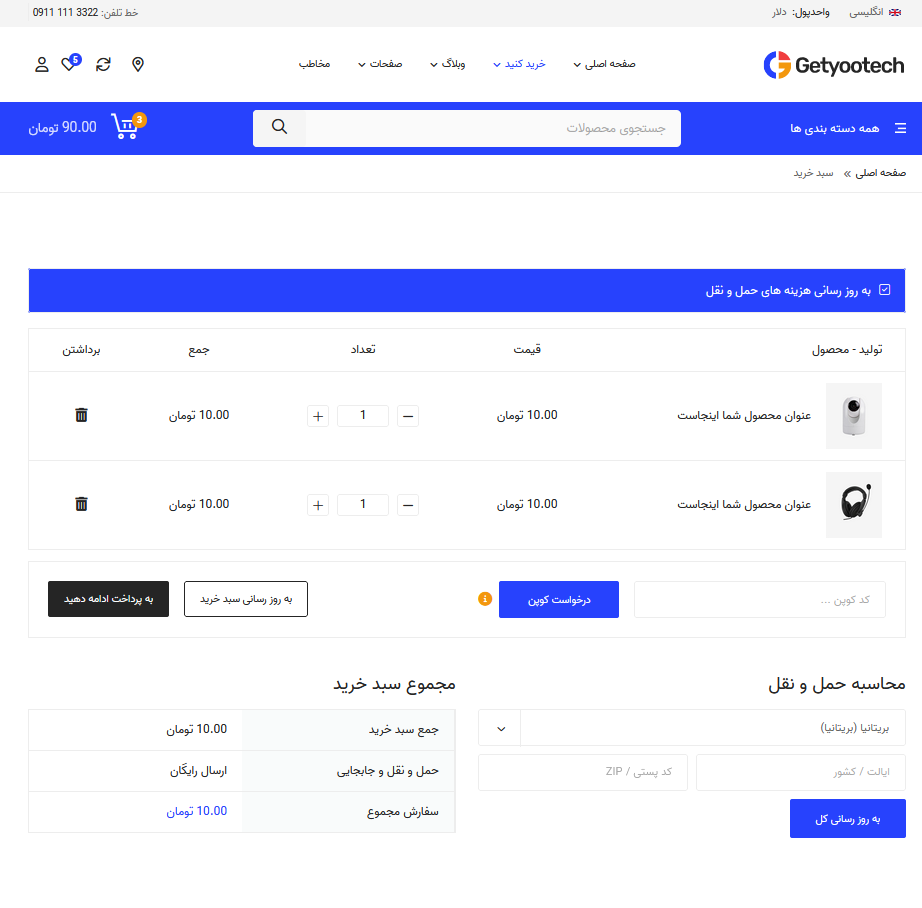 انگلیسی واحدپول: دلار خط تلفن: 3322 111 0911
Getyootech صفحه اصلی خرید کنید وبلاگ صفحات مخاطب 5
همه دسته بندی ها جستجوی محصولات 3 90.00 تومان
صفحه اصلی » سبد خرید
به روز رسانی هزینه های حمل و نقل
تولید - محصول قیمت تعداد جمع برداشتن
عنوان محصول شما اینجاست 10.00 تومان − 1 + 10.00 تومان
عنوان محصول شما اینجاست 10.00 تومان − 1 + 10.00 تومان
کد کوپن ... درخواست کوپن به روز رسانی سبد خرید به پرداخت ادامه دهید
محاسبه حمل و نقل
بریتانیا (بریتانیا)
ایالت / کشور کد پستی / ZIP
به روز رسانی کل
مجموع سبد خرید
جمع سبد خرید 10.00 تومان
حمل و نقل و جابجایی ارسال رایگان
سفارش مجموع 10.00 تومان